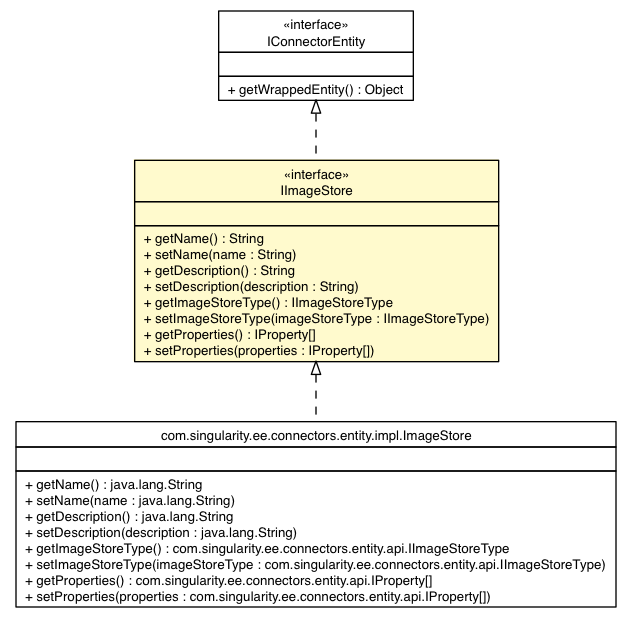 «interface»
IConnectorEntity
+ getWrappedEntity() : Object
«interface»
IImageStore
+ getName() : String
+ setName(name : String)
+ getDescription() : String
+ setDescription(description : String)
+ getImageStoreType() : IImageStoreType
+ setImageStoreType(imageStoreType : IImageStoreType)
+ getProperties() : IProperty[]
+ setProperties(properties : IProperty[])
com.singularity.ee.connectors.entity.impl.ImageStore
+ getName() : java.lang.String
+ setName(name : java.lang.String)
+ getDescription() : java.lang.String
+ setDescription(description : java.lang.String)
+ getImageStoreType() : com.singularity.ee.connectors.entity.api.IImageStoreType
+ setImageStoreType(imageStoreType : com.singularity.ee.connectors.entity.api.IImageStoreType)
+ getProperties() : com.singularity.ee.connectors.entity.api.IProperty[]
+ setProperties(properties : com.singularity.ee.connectors.entity.api.IProperty[])